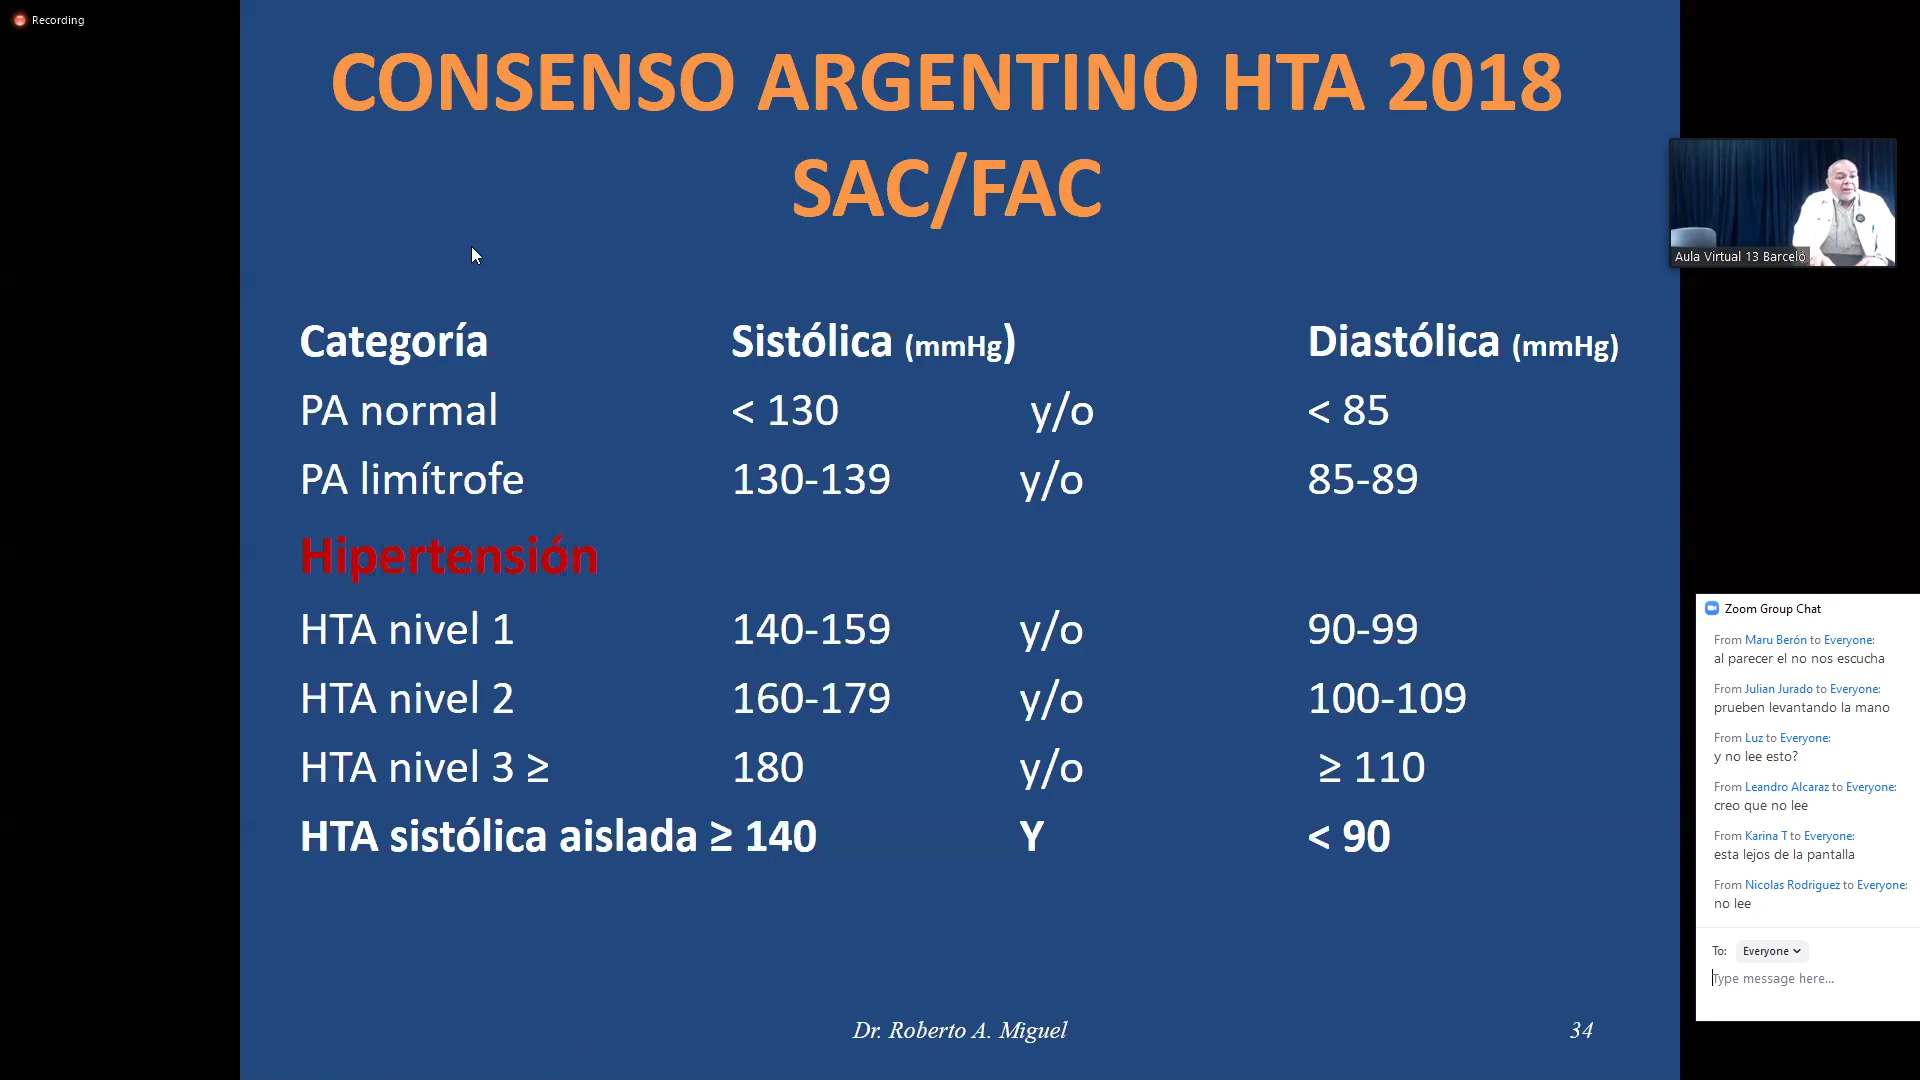 Recording
CONSENSO ARGENTINO HTA 2018
SAC/FAC
Categoría Sistólica (mmHg) Diastólica (mmHg)
PA normal < 130 y/o < 85
PA limítrofe 130-139 y/o 85-89
Hipertensión
HTA nivel 1 140-159 y/o 90-99
HTA nivel 2 160-179 y/o 100-109
HTA nivel 3 ≥ 180 y/o ≥ 110
HTA sistólica aislada ≥ 140 Y < 90
Dr. Roberto A. Miguel 34
Aula Virtual 13 Barceló
Zoom Group Chat
From Maru Berón to Everyone:
al parecer el no nos escucha
From Julian Jurado to Everyone:
prueben levantando la mano
From Luz to Everyone:
y no lee esto?
From Leandro Alcaraz to Everyone:
creo que no lee
From Karina T to Everyone:
esta lejos de la pantalla
From Nicolas Rodriguez to Everyone:
no lee
To: Everyone
Type message here...